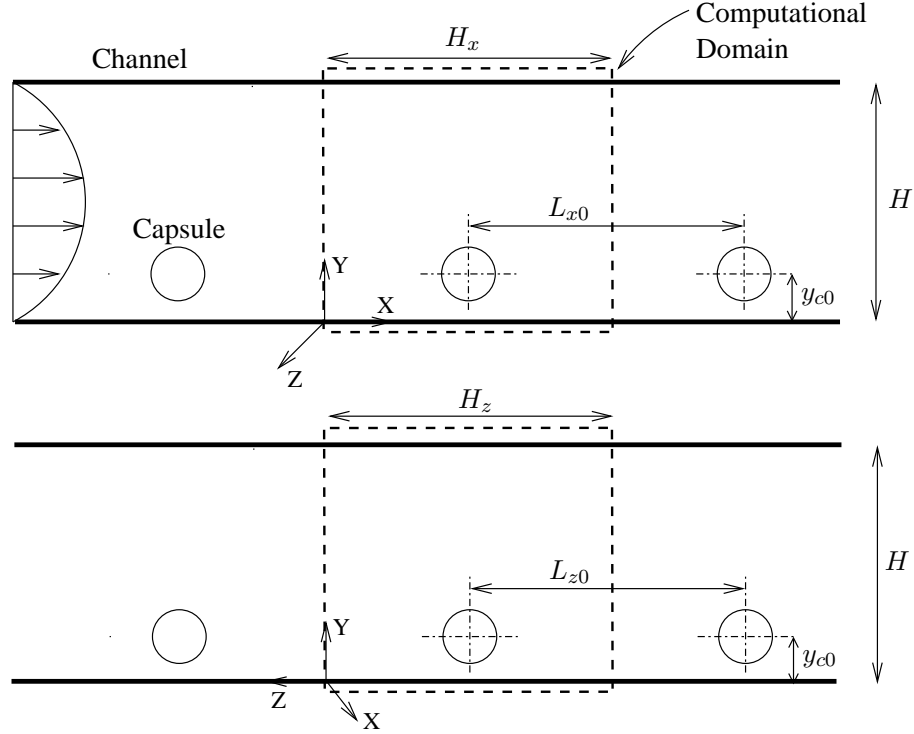 Computational
Domain
Channel
H_x
H
L_{x0}
Capsule
Y
X
y_{c0}
Z
H_z
H
L_{z0}
Y
y_{c0}
Z
X